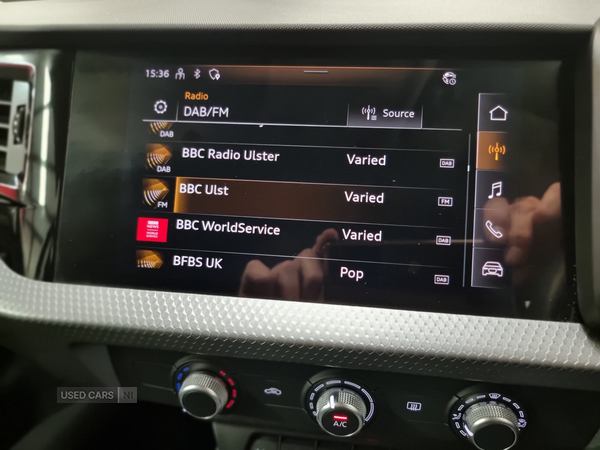 15:36
Radio
DAB/FM
Source
DAB
BBC Radio Ulster Varied DAB
DAB
BBC Ulst Varied FM
FM
BBC WorldService Varied DAB
BFBS UK Pop DAB
A/C
USED CARS NI